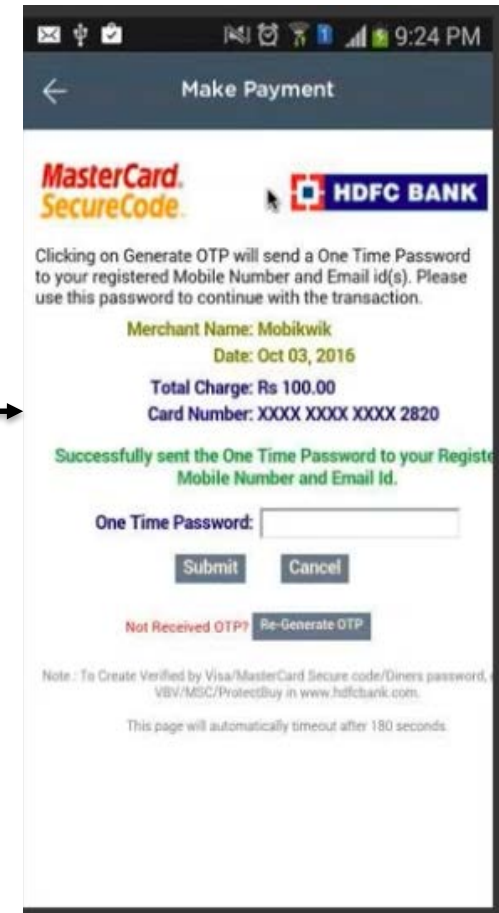 9:24 PM
Make Payment
MasterCard.
SecureCode.
HDFC BANK
Clicking on Generate OTP will send a One Time Password
to your registered Mobile Number and Email id(s). Please
use this password to continue with the transaction.
Merchant Name: Mobikwik
Date: Oct 03, 2016
Total Charge: Rs 100.00
Card Number: XXXX XXXX XXXX 2820
Successfully sent the One Time Password to your Registe
Mobile Number and Email Id.
One Time Password:
Submit Cancel
Not Received OTP? Re-Generate OTP
Note : To Create Verified by Visa/MasterCard Secure code/Diners password,
VBV/MSC/ProtectBuy in www.hdfcbank.com.
This page will automatically timeout after 180 seconds.